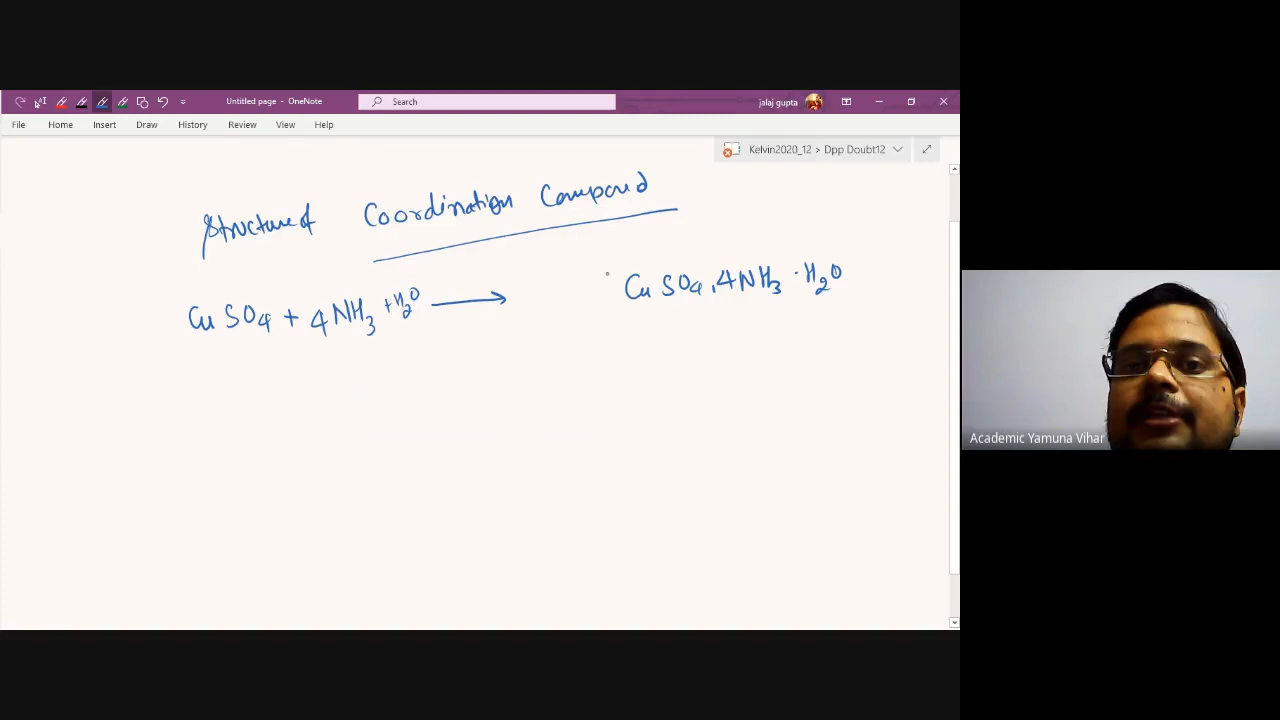 Untitled page - OneNote
Search
jalaj gupta
File Home Insert Draw History Review View Help
Kelvin2020_12 > Dpp Doubt12
Structure of Coordination Compound
CuSO4 + 4NH3 + H2O ⟶ CuSO4.4NH3·H2O
Academic Yamuna Vihar